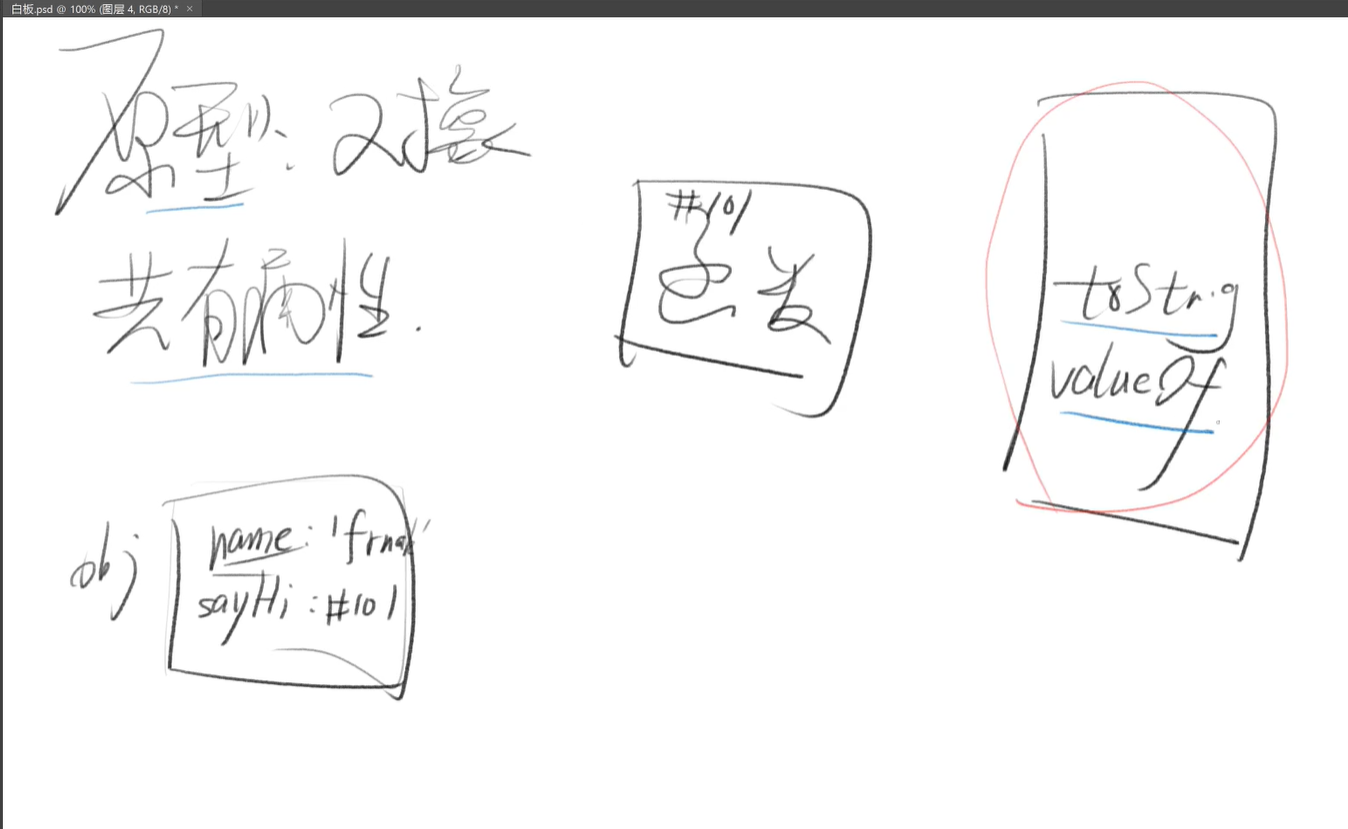 白板.psd @ 100% (图层 4, RGB/8) * ×
原型：对象
共有属性.
#101
函数
toString
valueOf
obj
name: 'frnak'
sayHi : #101